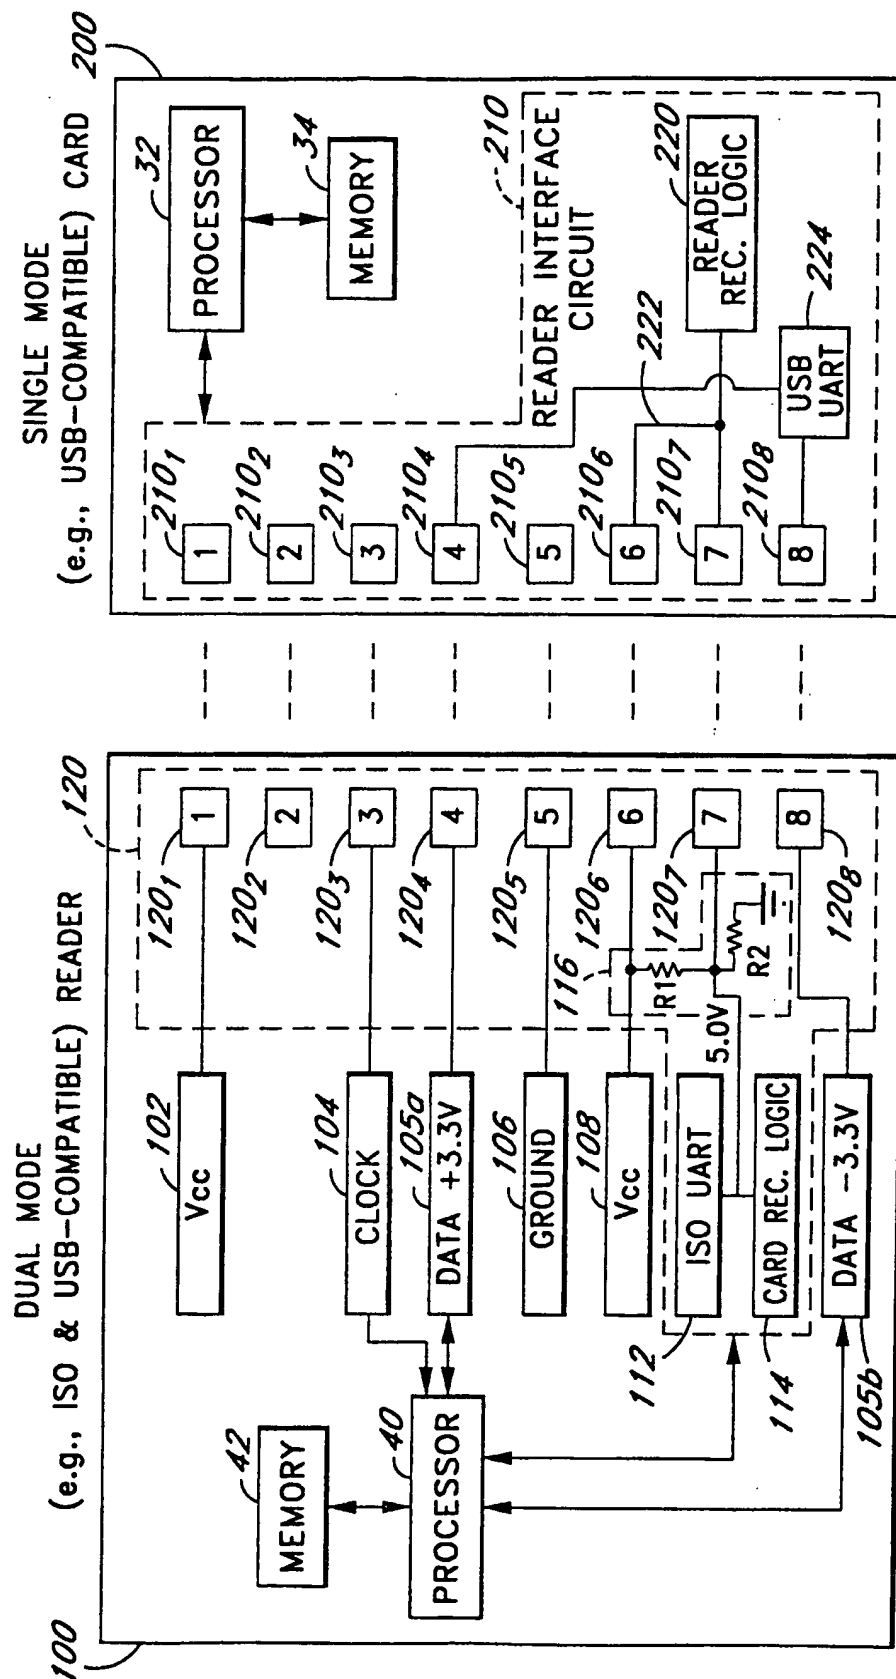 DUAL MODE
(e.g., ISO & USB-COMPATIBLE) READER
100
120
42
MEMORY
40
PROCESSOR
102
Vcc
104
CLOCK
105a
DATA +3.3V
106
GROUND
108
Vcc
112
ISO UART
114
CARD REC. LOGIC
105b
DATA –3.3V
5.0V
116
R1
R2
120₁
1
120₂
2
120₃
3
120₄
4
120₅
5
120₆
6
120₇
7
120₈
8
SINGLE MODE
(e.g., USB-COMPATIBLE) CARD
200
210₁
1
210₂
2
210₃
3
210₄
4
210₅
5
210₆
6
210₇
7
210₈
8
32
PROCESSOR
34
MEMORY
210
READER INTERFACE
CIRCUIT
222
220
READER
REC. LOGIC
224
USB
UART